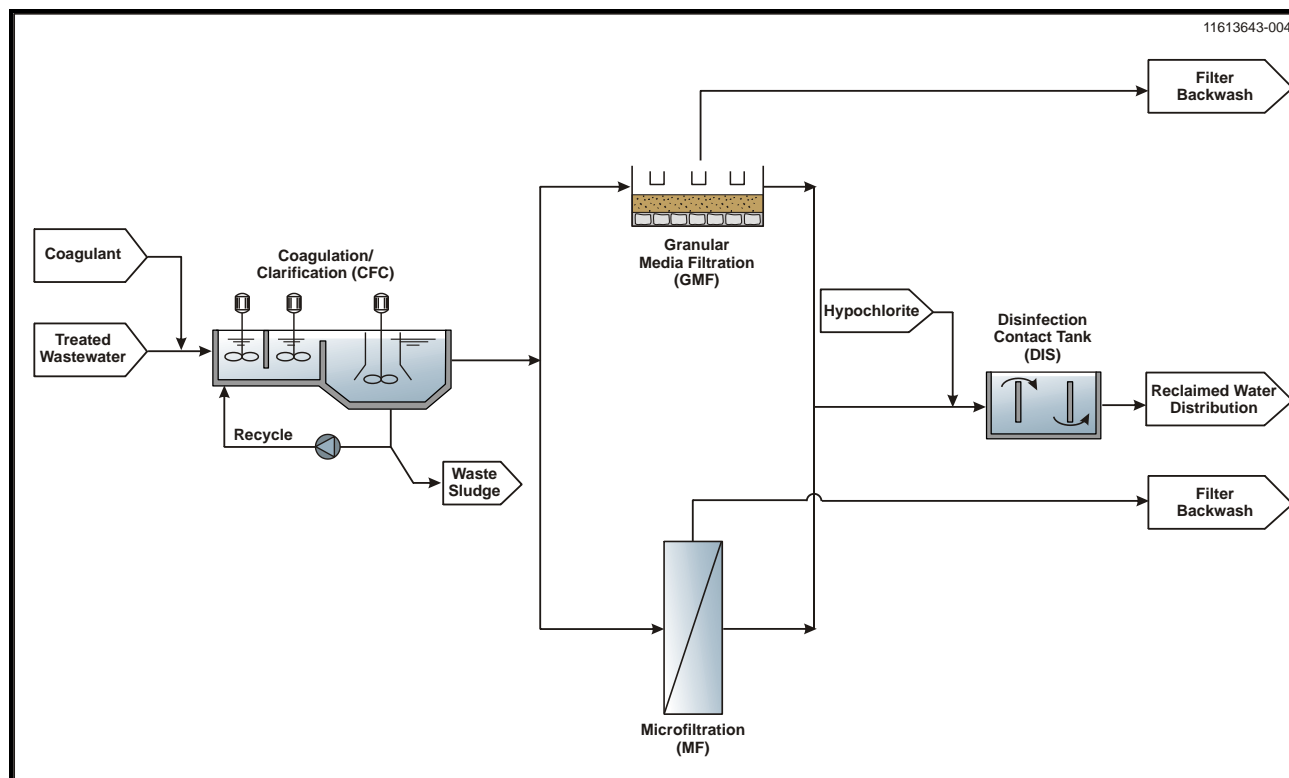 11613643-004
Filter
Backwash
Granular
Media Filtration
(GMF)
Coagulant
Coagulation/
Clarification (CFC)
Treated
Wastewater
Hypochlorite
Disinfection
Contact Tank
(DIS)
Reclaimed Water
Distribution
Recycle
Waste
Sludge
Filter
Backwash
Microfiltration
(MF)